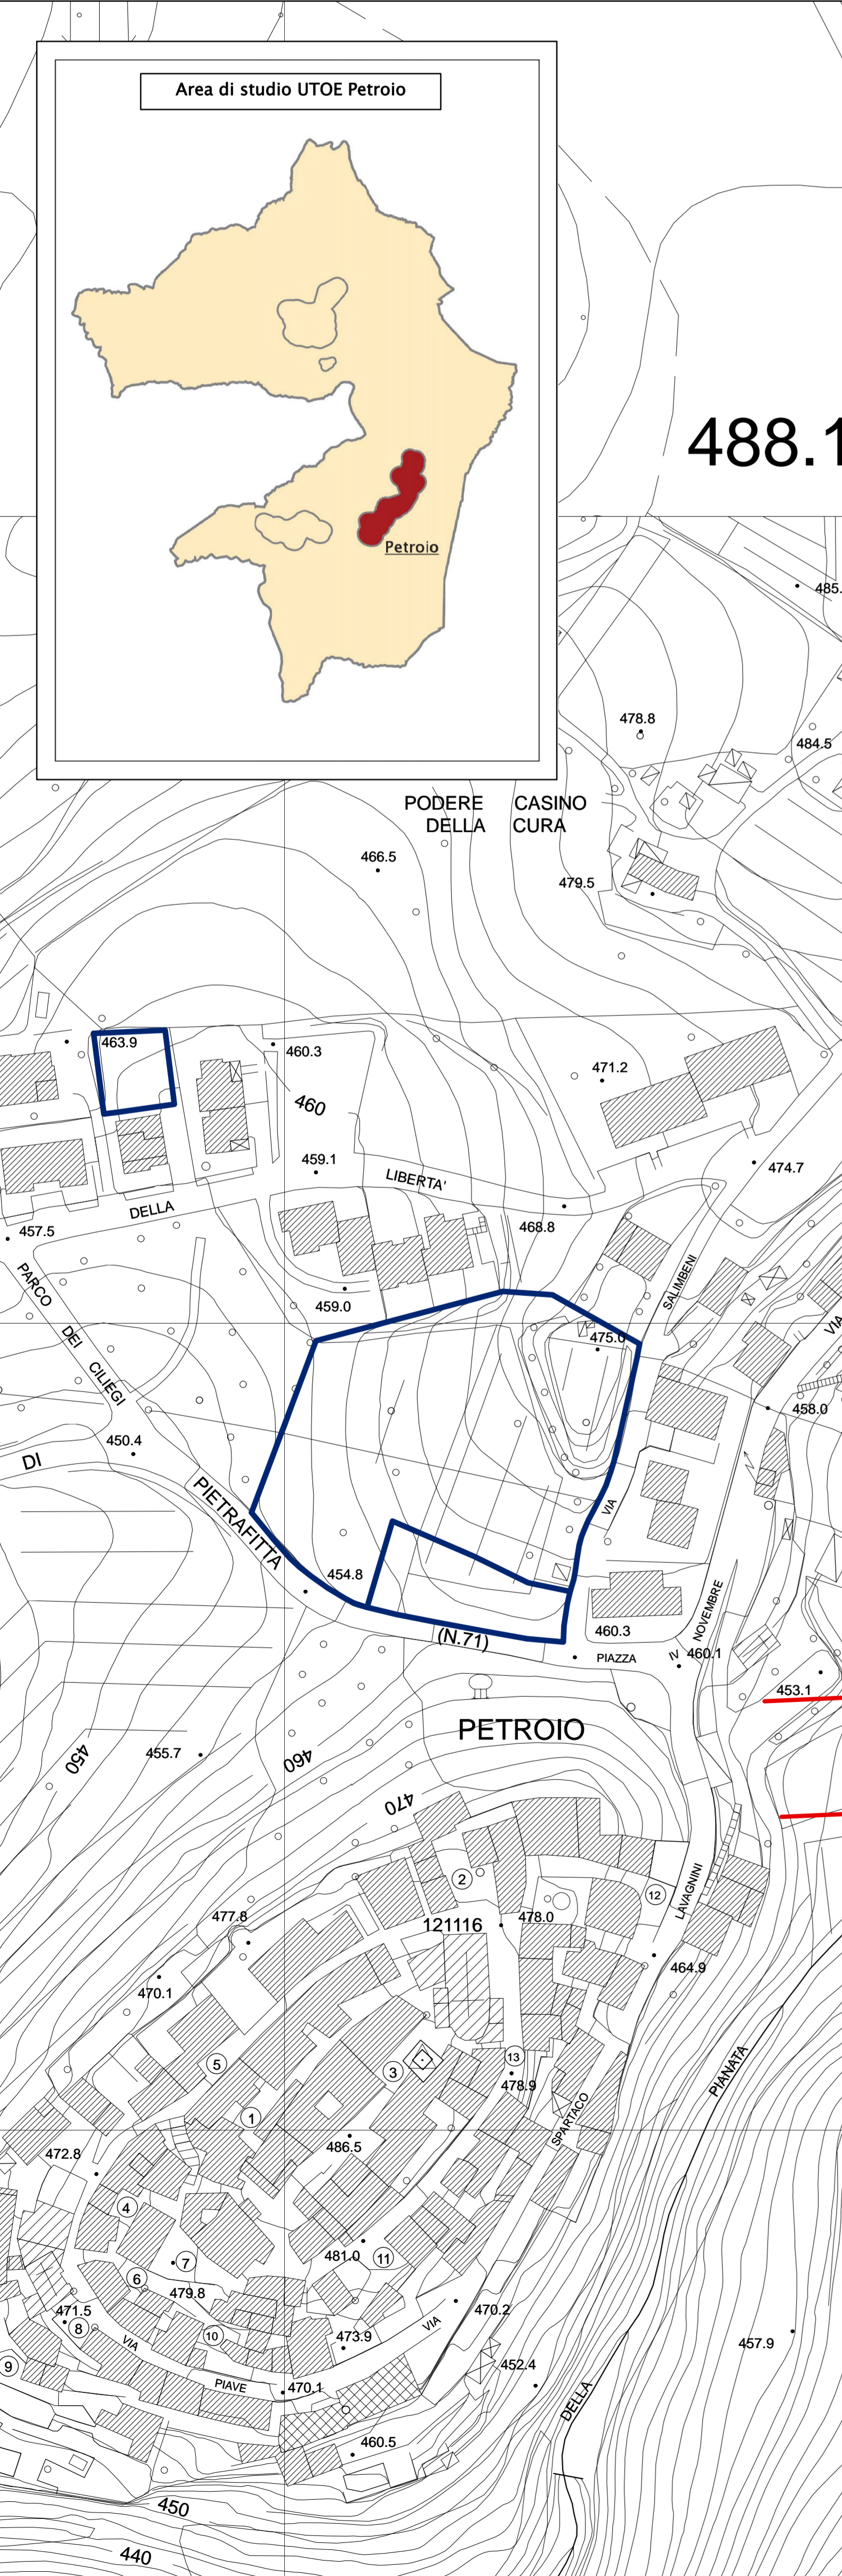 Area di studio UTOE Petroio
Petroio
488.1
485.
478.8
484.5
PODERE CASINO
DELLA CURA
466.5
479.5
463.9
460.3
471.2
460
459.1
LIBERTA'
474.7
DELLA
468.8
457.5
PARCO
DEI
CILIEGI
459.0
SALIMBENI
475.0
VIA
458.0
450.4
DI
PIETRAFITTA
VIA
454.8
NOVEMBRE
(N.71)
460.3
PIAZZA
IV
460.1
453.1
PETROIO
450
455.7
460
470
2
12
LAVAGNINI
477.8
121116
478.0
464.9
470.1
5
3
13
478.9
PIANATA
1
SPARTACO
472.8
486.5
4
7
481.0
11
6
479.8
471.5
8
10
VIA
473.9
VIA
470.2
457.9
9
PIAVE
470.1
452.4
DELLA
460.5
450
440